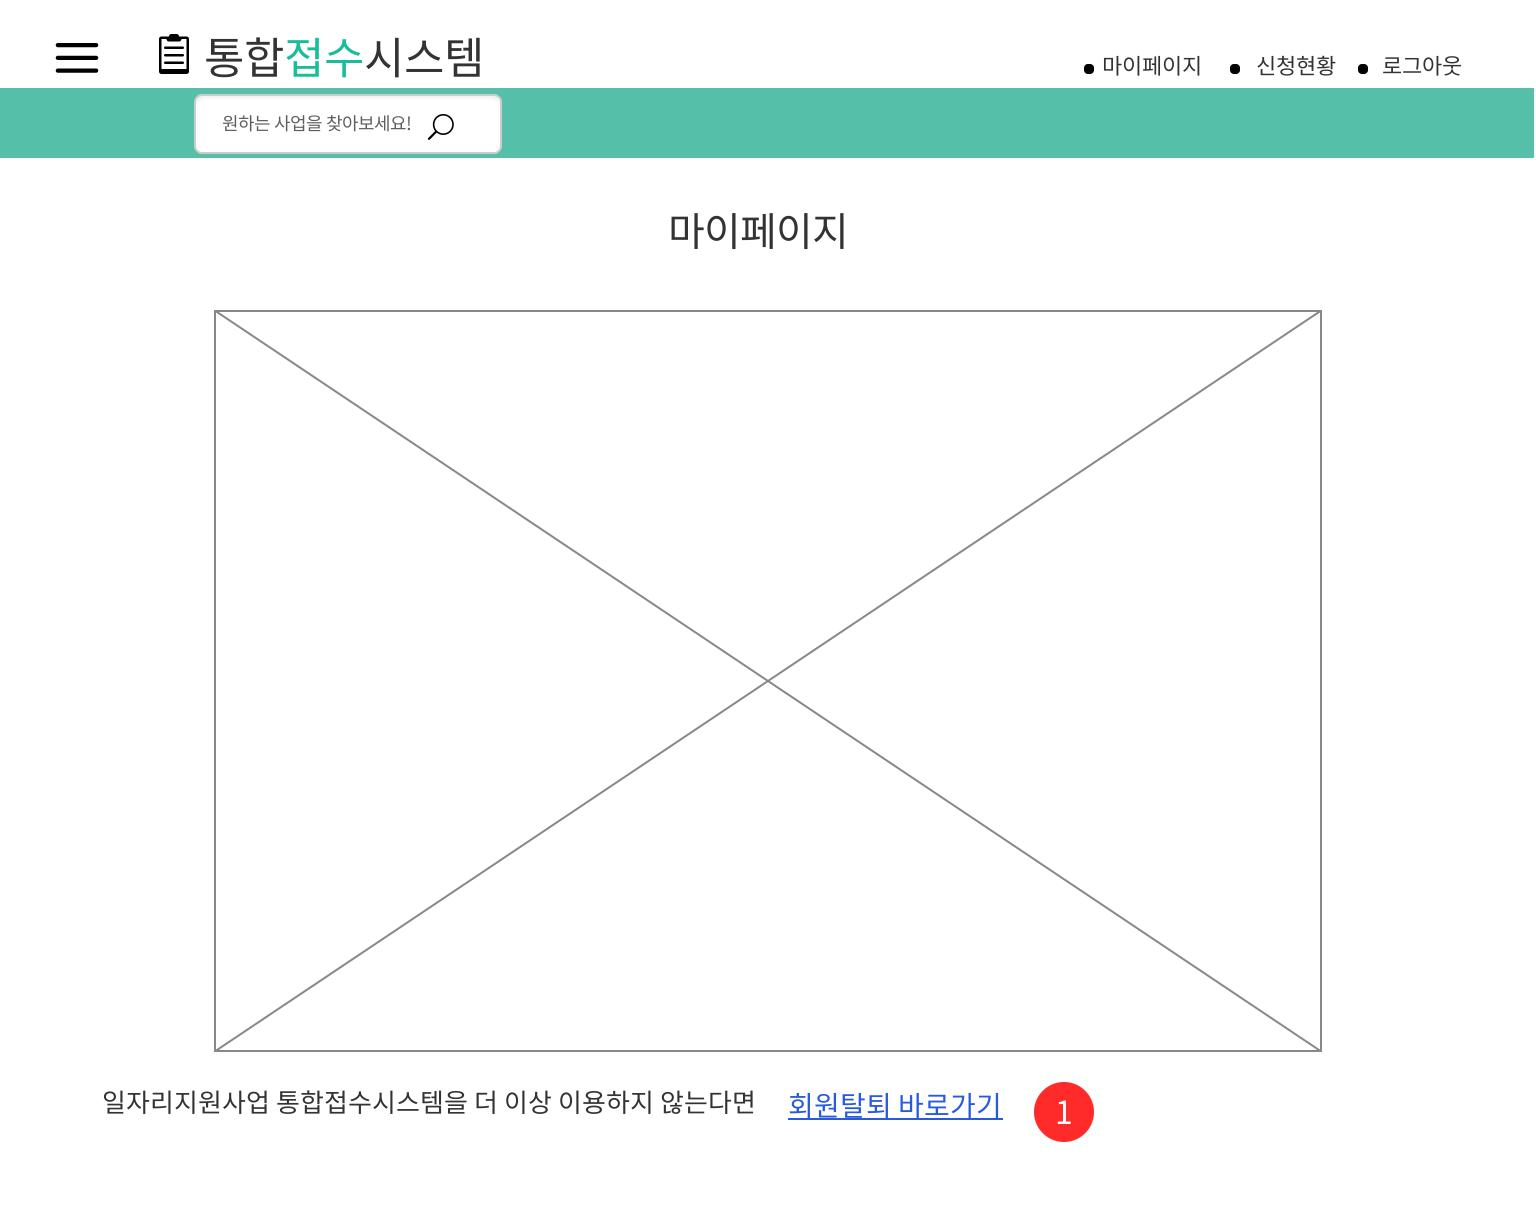 통합접수시스템
마이페이지 신청현황 로그아웃
원하는 사업을 찾아보세요!
마이페이지
일자리지원사업 통합접수시스템을 더 이상 이용하지 않는다면 회원탈퇴 바로가기 1